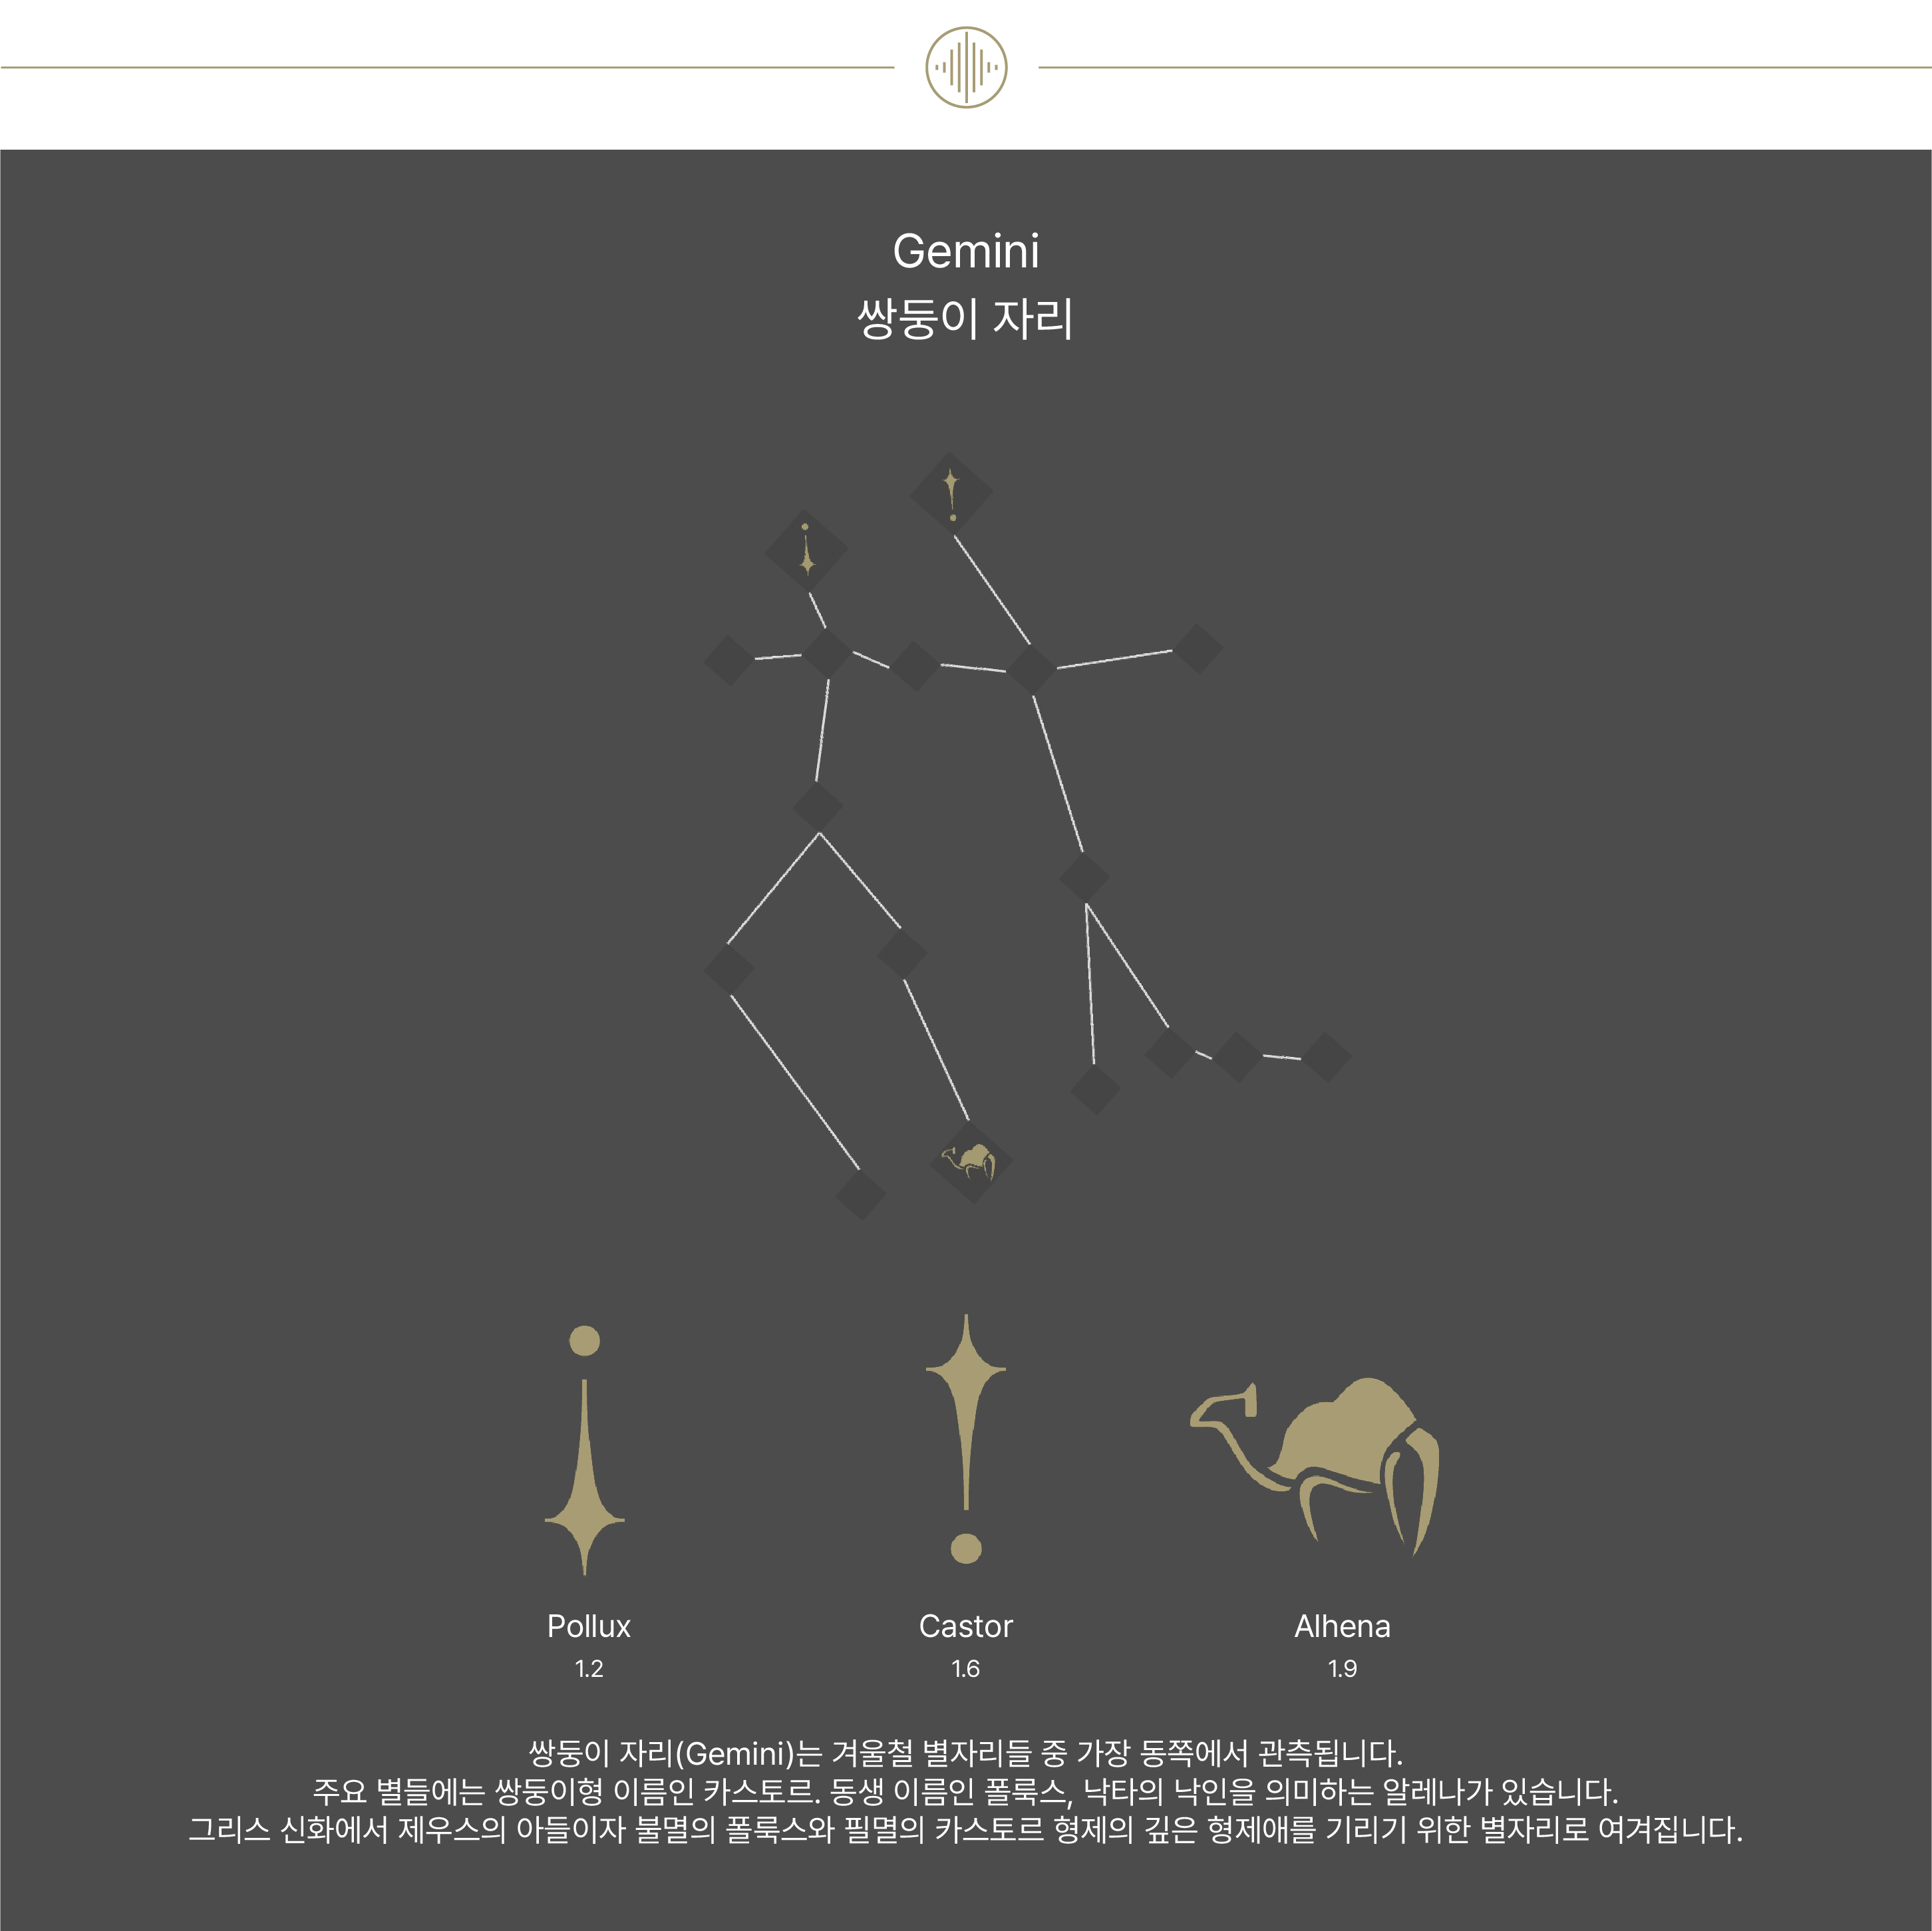 Gemini
쌍둥이 자리
Pollux
Castor
Alhena
1.2
1.6
1.9
쌍둥이 자리(Gemini)는 겨울철 별자리들 중 가장 동쪽에서 관측됩니다.
주요 별들에는 쌍둥이형 이름인 카스토르. 동생 이름인 폴룩스, 낙타의 낙인을 의미하는 알레나가 있습니다.
그리스 신화에서 제우스의 아들이자 불멸의 폴룩스와 필멸의 카스토르 형제의 깊은 형제애를 기리기 위한 별자리로 여겨집니다.